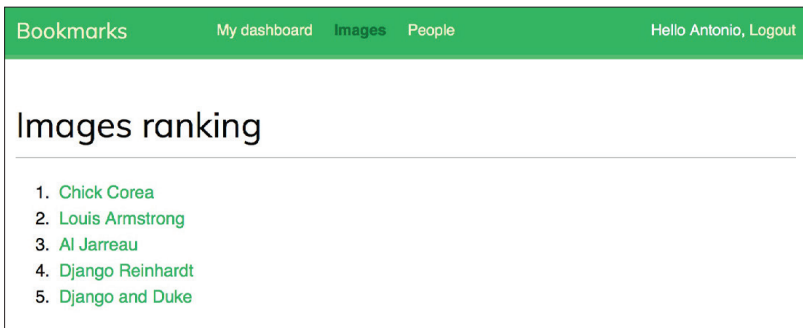 Bookmarks My dashboard Images People Hello Antonio, Logout
Images ranking
1. Chick Corea
2. Louis Armstrong
3. Al Jarreau
4. Django Reinhardt
5. Django and Duke